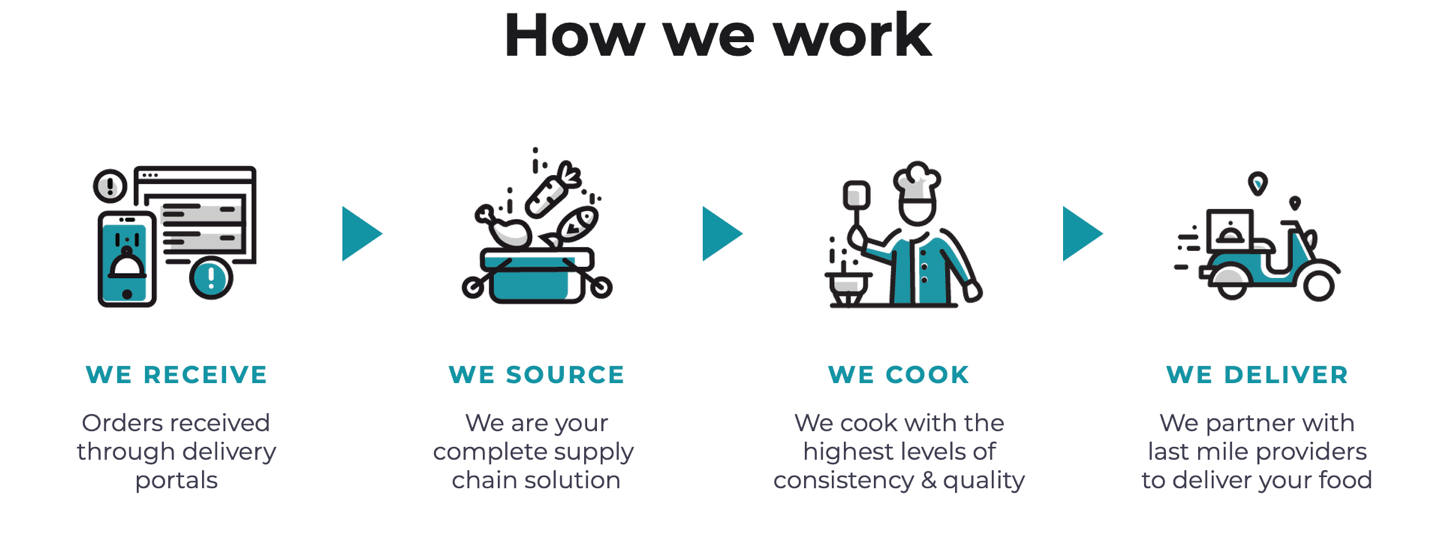 How we work
WE RECEIVE
Orders received
through delivery
portals
WE SOURCE
We are your
complete supply
chain solution
WE COOK
We cook with the
highest levels of
consistency & quality
WE DELIVER
We partner with
last mile providers
to deliver your food